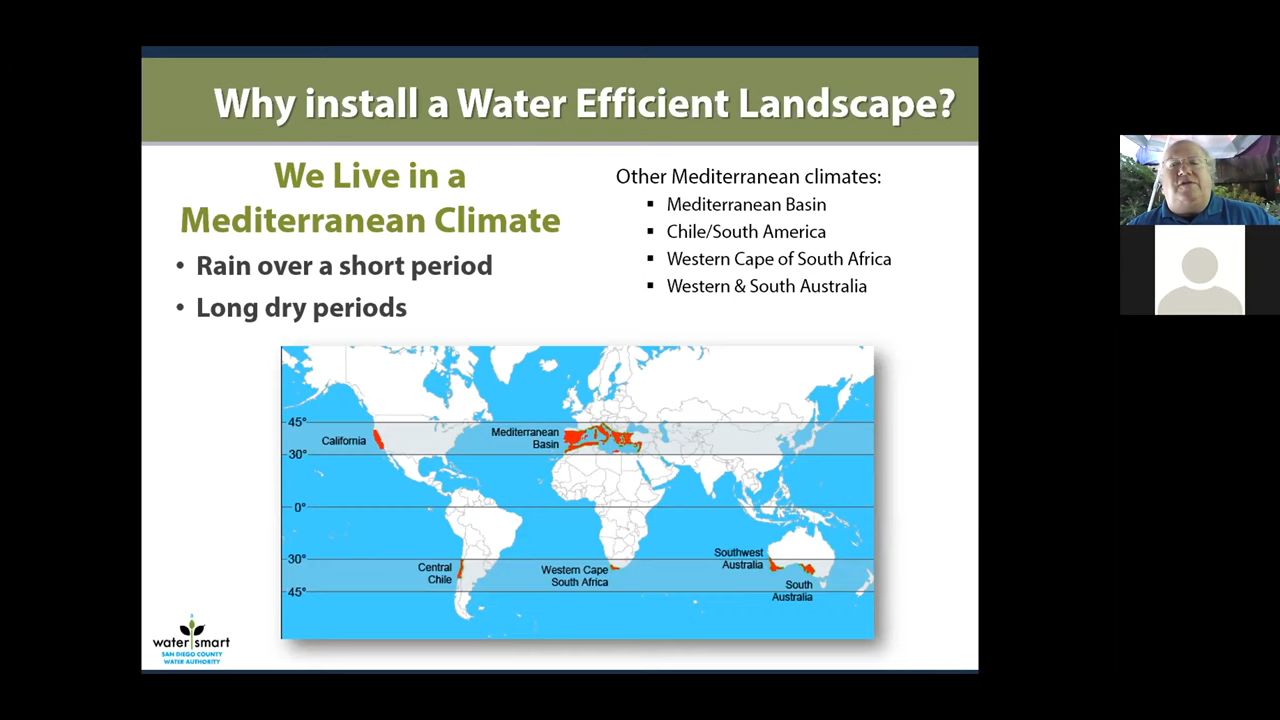 Why install a Water Efficient Landscape?
We Live in a
Mediterranean Climate
• Rain over a short period
• Long dry periods
Other Mediterranean climates:
▪ Mediterranean Basin
▪ Chile/South America
▪ Western Cape of South Africa
▪ Western & South Australia
45°
California
Mediterranean
Basin
30°
0°
30°
Central
Chile
Western Cape
South Africa
Southwest
Australia
South
Australia
45°
water smart
SAN DIEGO COUNTY
WATER AUTHORITY